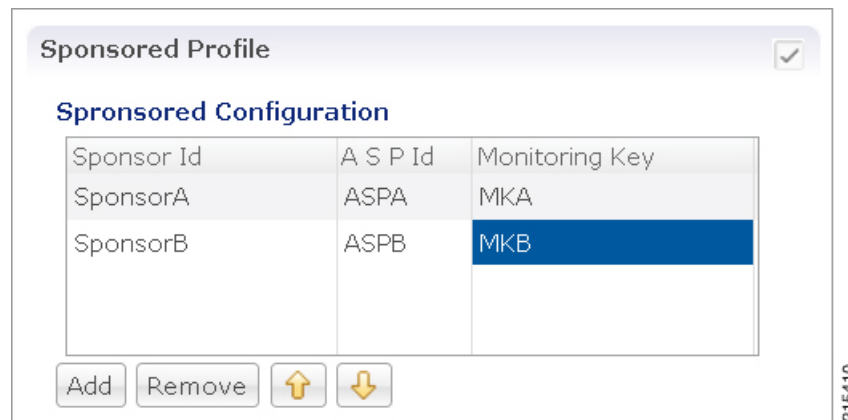 Sponsored Profile
Spronsored Configuration
Sponsor Id A S P Id Monitoring Key
SponsorA ASPA MKA
SponsorB ASPB MKB
Add Remove